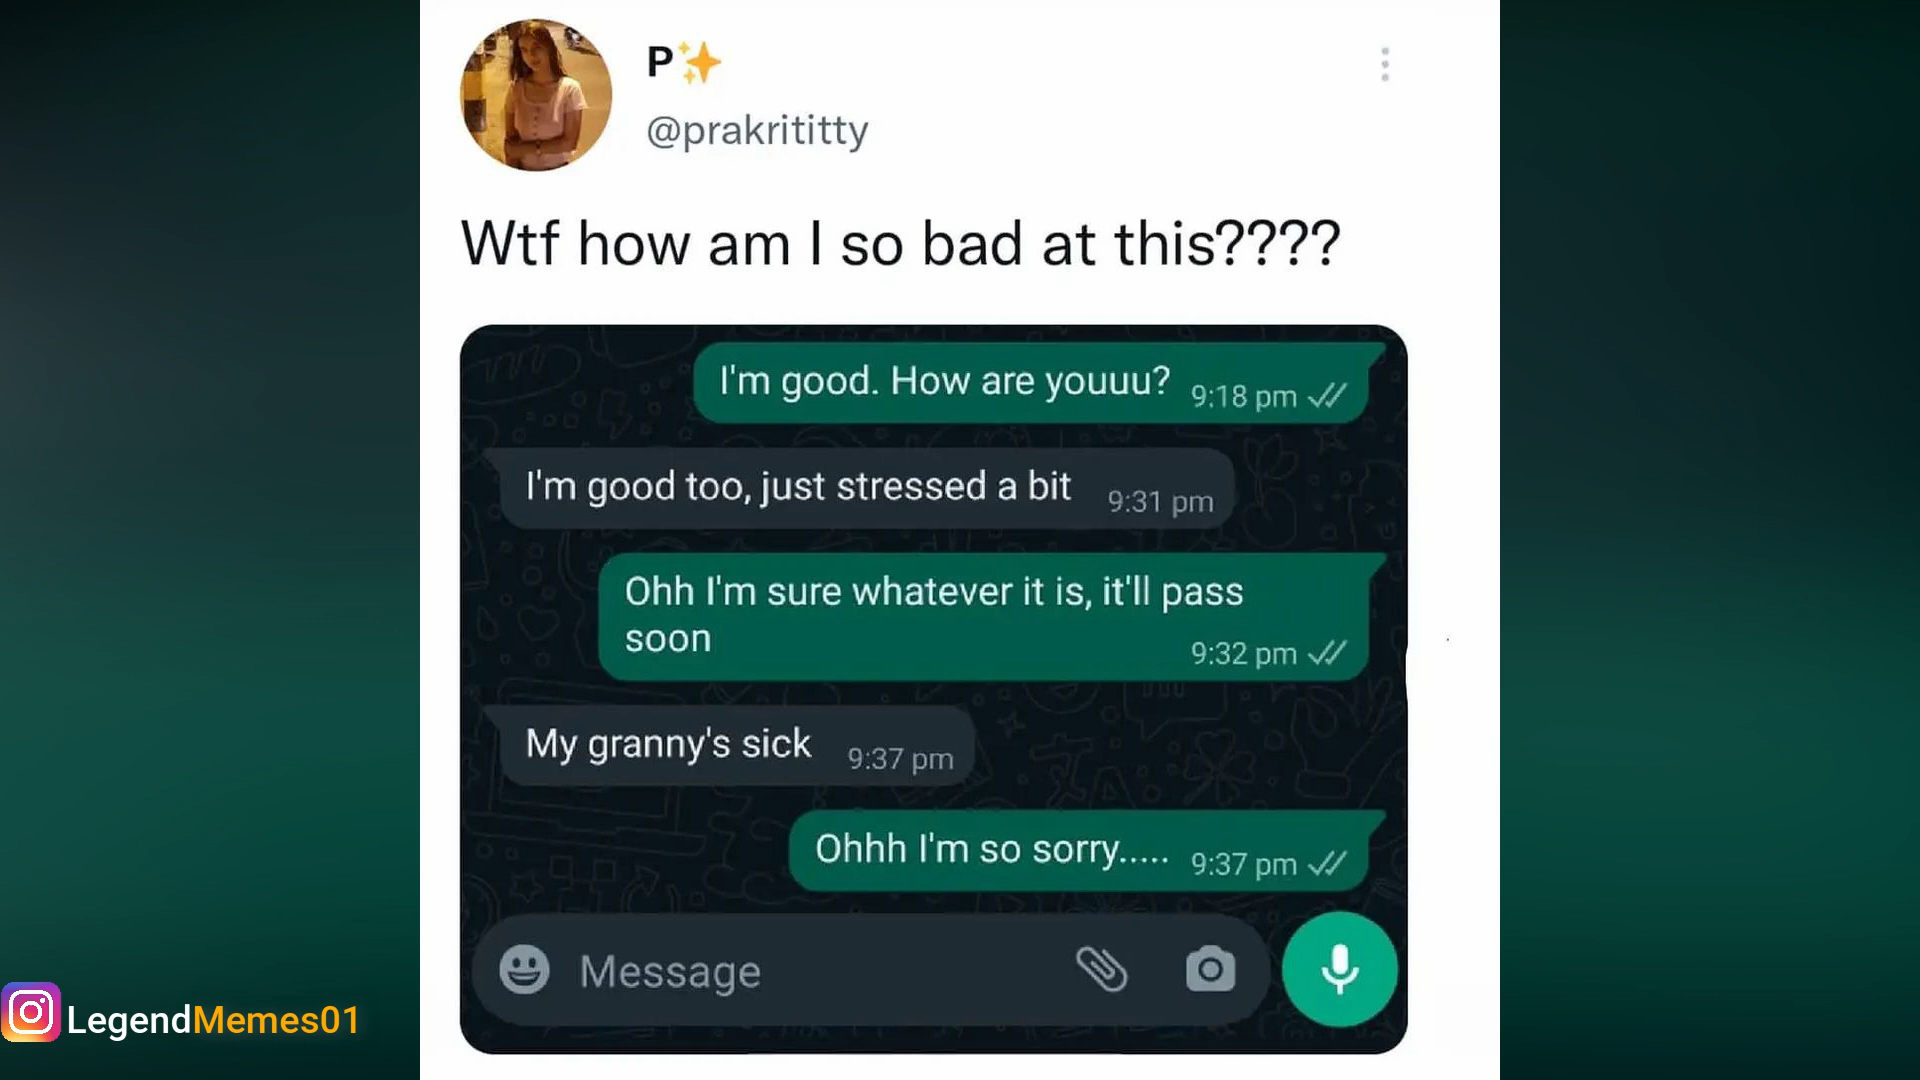 P✨
@prakrititty
Wtf how am I so bad at this????
I'm good. How are youuu? 9:18 pm
I'm good too, just stressed a bit 9:31 pm
Ohh I'm sure whatever it is, it'll pass
soon 9:32 pm
My granny's sick 9:37 pm
Ohhh I'm so sorry..... 9:37 pm
Message
LegendMemes01